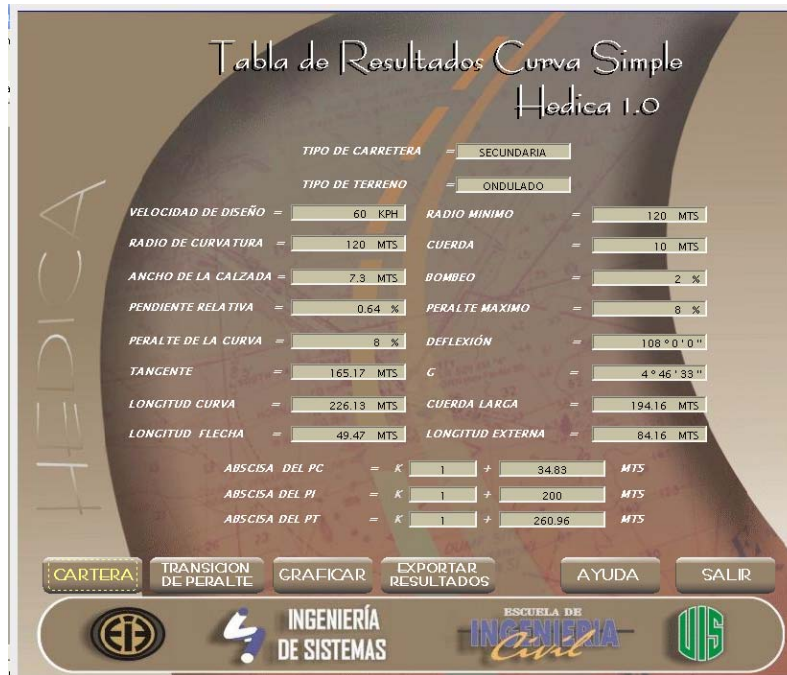 Tabla de Resultados Curva Simple
Hedica 1.0
HEDICA
TIPO DE CARRETERA = SECUNDARIA
TIPO DE TERRENO = ONDULADO
VELOCIDAD DE DISEÑO = 60 KPH RADIO MINIMO = 120 MTS
RADIO DE CURVATURA = 120 MTS CUERDA = 10 MTS
ANCHO DE LA CALZADA = 7.3 MTS BOMBEO = 2 %
PENDIENTE RELATIVA = 0.64 % PERALTE MAXIMO = 8 %
PERALTE DE LA CURVA = 8 % DEFLEXIÓN = 108 º 0 ' 0 "
TANGENTE = 165.17 MTS G = 4 º 46 ' 33 "
LONGITUD CURVA = 226.13 MTS CUERDA LARGA = 194.16 MTS
LONGITUD FLECHA = 49.47 MTS LONGITUD EXTERNA = 84.16 MTS
ABSCISA DEL PC = K 1 + 34.83 MTS
ABSCISA DEL PI = K 1 + 200 MTS
ABSCISA DEL PT = K 1 + 260.96 MTS
CARTERA TRANSICION DE PERALTE GRAFICAR EXPORTAR RESULTADOS AYUDA SALIR
INGENIERÍA DE SISTEMAS
ESCUELA DE
INGENIERIA
Civil
UIS